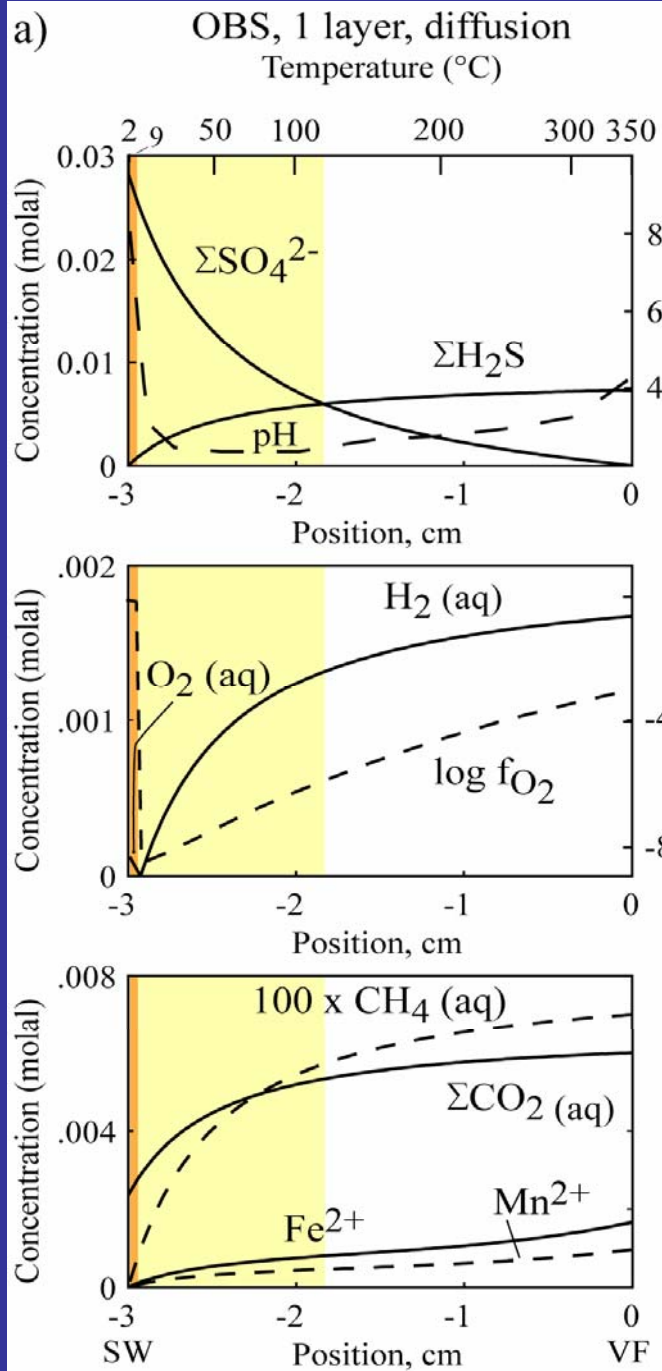 a) OBS, 1 layer, diffusion
Temperature (°C)
2 9 50 100 200 300 350
Concentration (molal)
0.03
0.02
0.01
0
8
6
4
ΣSO₄²⁻
ΣH₂S
pH
-3 -2 -1 0
Position, cm
Concentration (molal)
.002
.001
0
-4
-8
H₂ (aq)
O₂ (aq)
log fO₂
-3 -2 -1 0
Position, cm
Concentration (molal)
.008
.004
0
100 x CH₄ (aq)
ΣCO₂ (aq)
Mn²⁺
Fe²⁺
-3 -2 -1 0
SW Position, cm VF